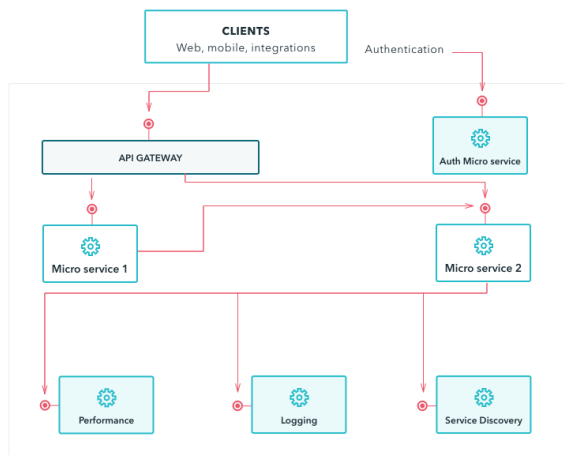 CLIENTS
Web, mobile, integrations
Authentication
API GATEWAY
Auth Micro service
Micro service 1
Micro service 2
Performance
Logging
Service Discovery